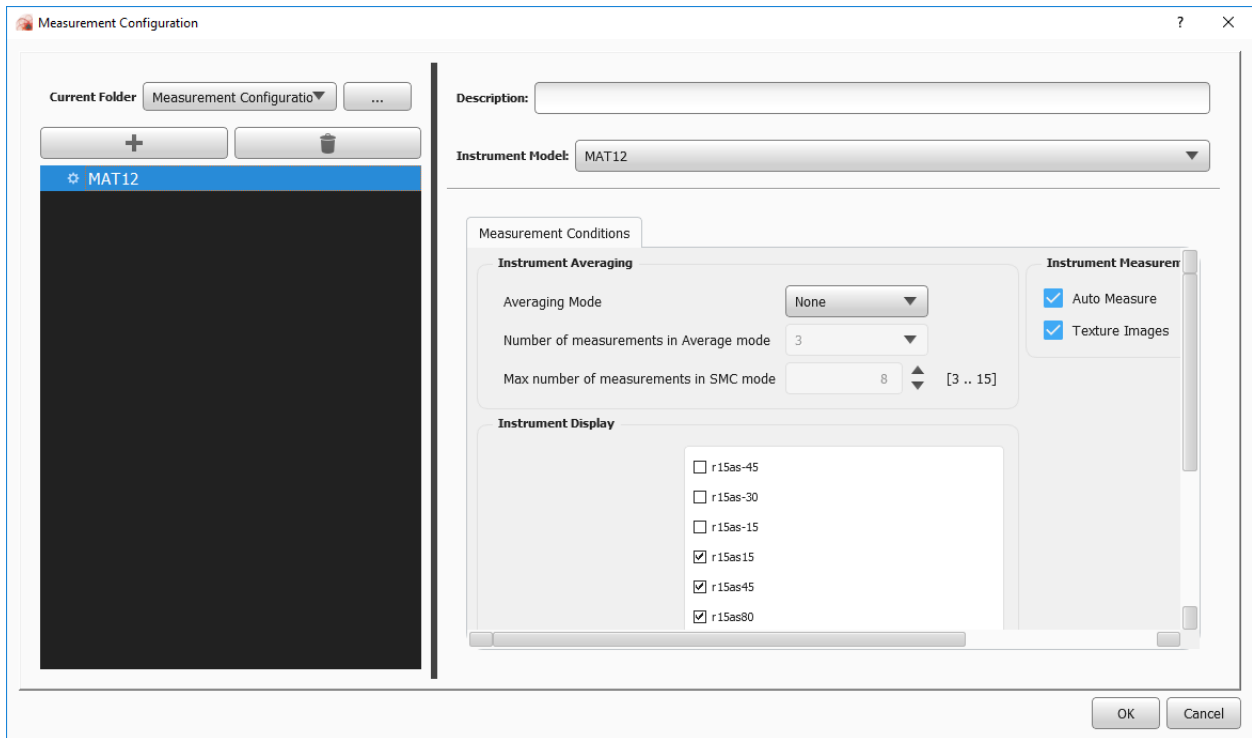 Measurement Configuration
?
Current Folder
Measurement Configuratio
...
MAT12
Description:
Instrument Model:
MAT12
Measurement Conditions
Instrument Averaging
Averaging Mode
None
Number of measurements in Average mode
3
Max number of measurements in SMC mode
8
[3 .. 15]
Instrument Measurem
Auto Measure
Texture Images
Instrument Display
r15as-45
r15as-30
r15as-15
r15as15
r15as45
r15as80
OK
Cancel